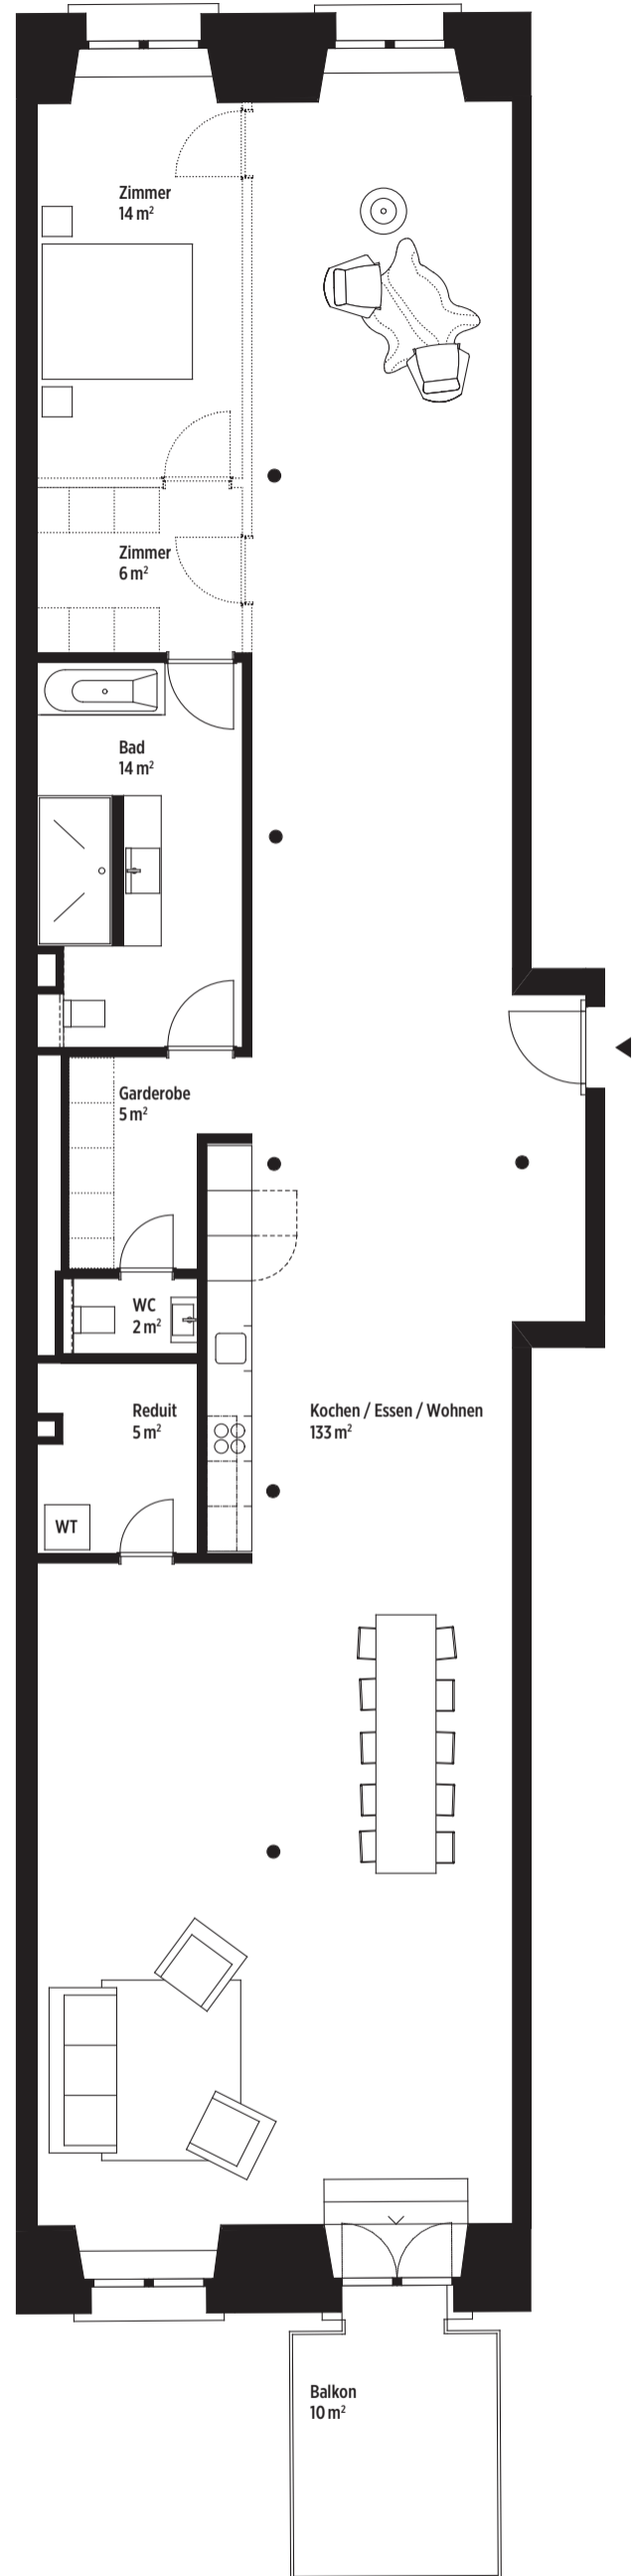 Zimmer
14 m²
Zimmer
6 m²
Bad
14 m²
Garderobe
5 m²
WC
2 m²
Reduit
5 m²
Kochen / Essen / Wohnen
133 m²
WT
Balkon
10 m²